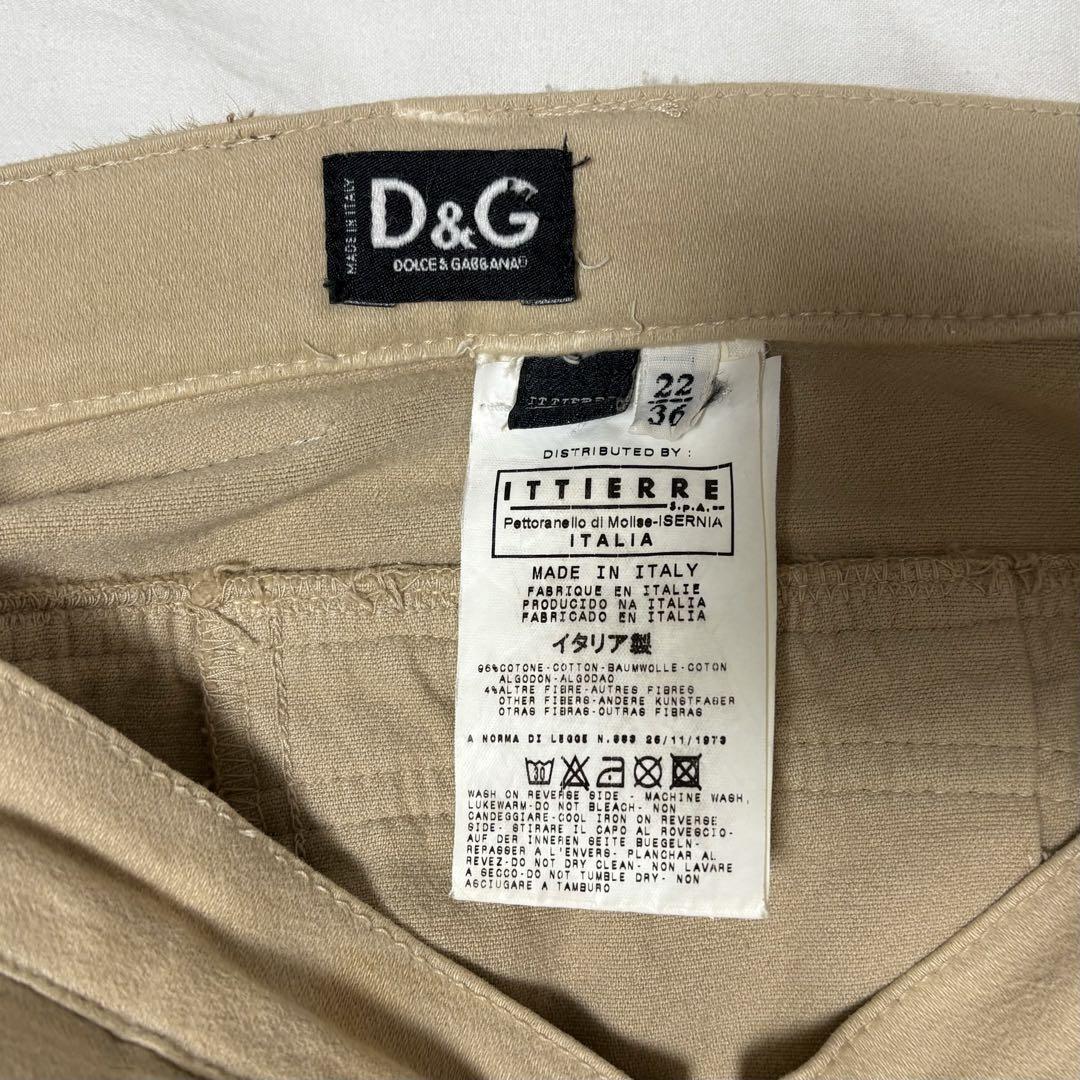 MADE IN ITALY
D&G
DOLCE & GABBANA
ITTIERRE
22
36
DISTRIBUTED BY :
ITTIERRE
S.p.A.
Pettoranello di Molise-ISERNIA
ITALIA
MADE IN ITALY
FABRIQUE EN ITALIE
PRODUCIDO NA ITALIA
FABRICADO EN ITALIA
イタリア製
96%COTONE-COTTON-BAUMWOLLE-COTON
ALGODON-ALGODAO
4%ALTRE FIBRE-AUTRES FIBRES
OTHER FIBERS-ANDERE KUNSTFASER
OTRAS FIBRAS-OUTRAS FIBRAS
A NORMA DI LEGGE N.883 26/11/1973
30
WASH ON REVERSE SIDE - MACHINE WASH,
LUKEWARM-DO NOT BLEACH- NON
CANDEGGIARE-COOL IRON ON REVERSE
SIDE- STIRARE IL CAPO AL ROVESCIO-
AUF DER INNEREN SEITE BUEGELN-
REPASSER A L'ENVERS- PLANCHAR AL
REVEZ-DO NOT DRY CLEAN- NON LAVARE
A SECCO-DO NOT TUMBLE DRY- NON
ASCIUGARE A TAMBURO